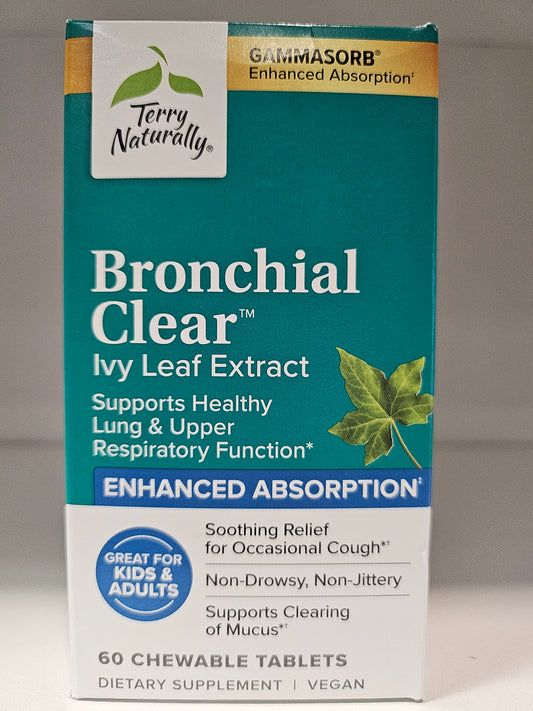 Terry
Naturally®
GAMMASORB®
Enhanced Absorption‡
Bronchial
Clear™
Ivy Leaf Extract
Supports Healthy
Lung & Upper
Respiratory Function*
ENHANCED ABSORPTION‡
GREAT FOR
KIDS &
ADULTS
Soothing Relief
for Occasional Cough*†
Non-Drowsy, Non-Jittery
Supports Clearing
of Mucus*†
60 CHEWABLE TABLETS
DIETARY SUPPLEMENT | VEGAN